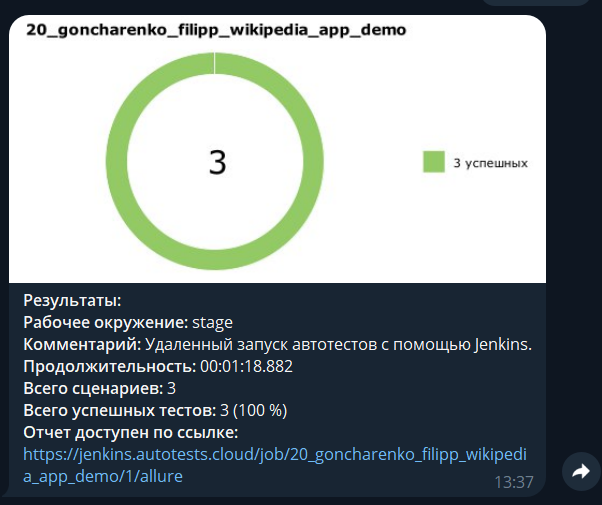 20_goncharenko_filipp_wikipedia_app_demo
3
3 успешных
Результаты:
Рабочее окружение: stage
Комментарий: Удаленный запуск автотестов с помощью Jenkins.
Продолжительность: 00:01:18.882
Всего сценариев: 3
Всего успешных тестов: 3 (100 %)
Отчет доступен по ссылке:
https://jenkins.autotests.cloud/job/20_goncharenko_filipp_wikipedi
a_app_demo/1/allure
13:37